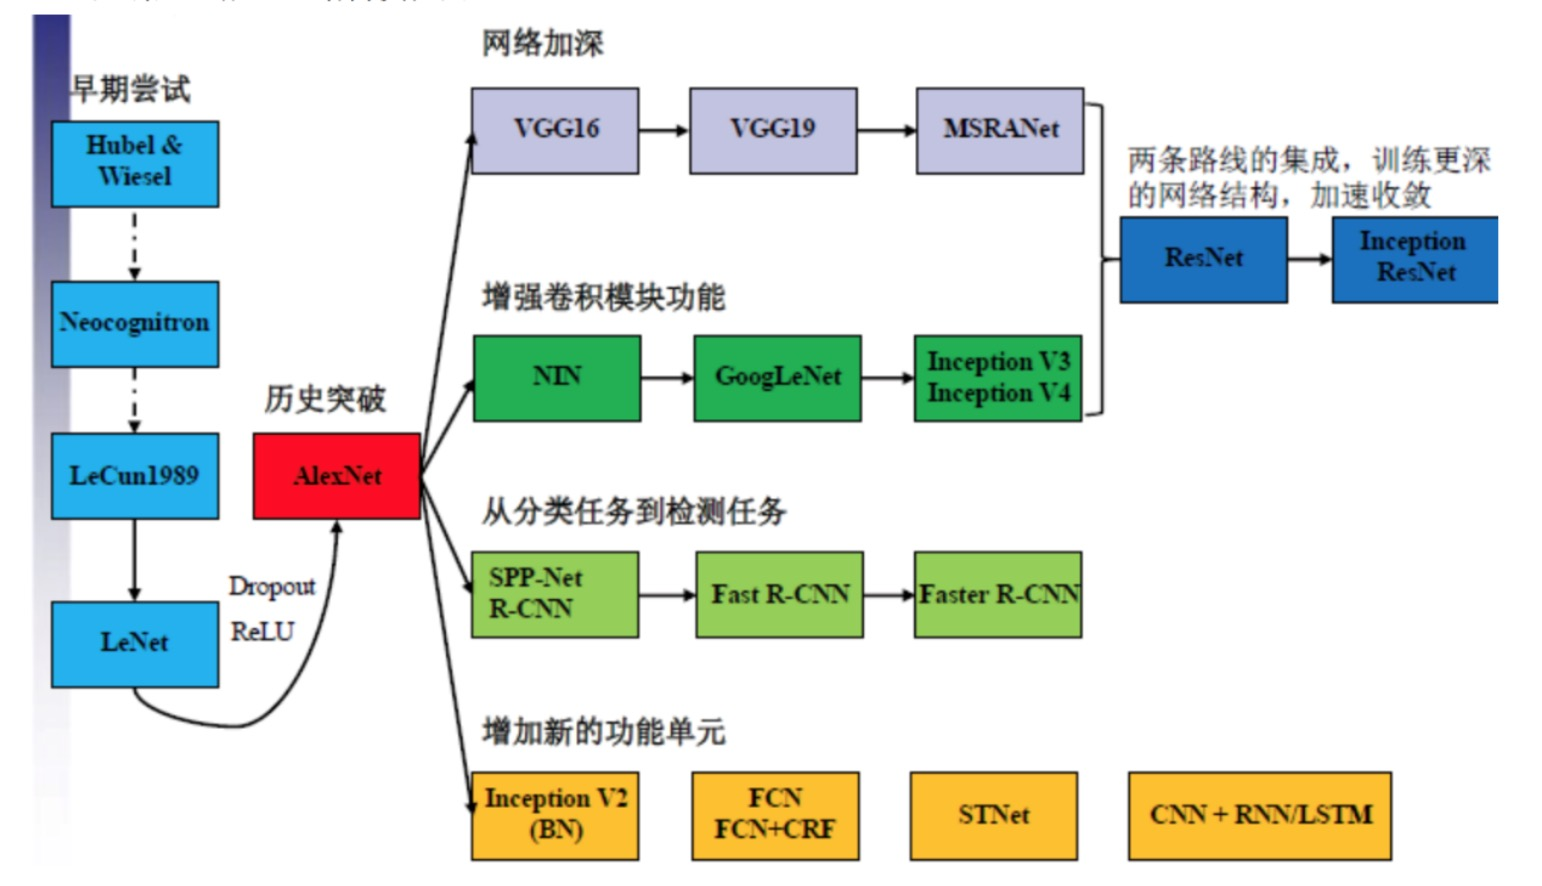 早期尝试
Hubel &
Wiesel
Neocognitron
LeCun1989
LeNet
Dropout
ReLU
历史突破
AlexNet
网络加深
VGG16
VGG19
MSRANet
增强卷积模块功能
NIN
GoogLeNet
Inception V3
Inception V4
两条路线的集成，训练更深
的网络结构，加速收敛
ResNet
Inception
ResNet
从分类任务到检测任务
SPP-Net
R-CNN
Fast R-CNN
Faster R-CNN
增加新的功能单元
Inception V2
(BN)
FCN
FCN+CRF
STNet
CNN + RNN/LSTM